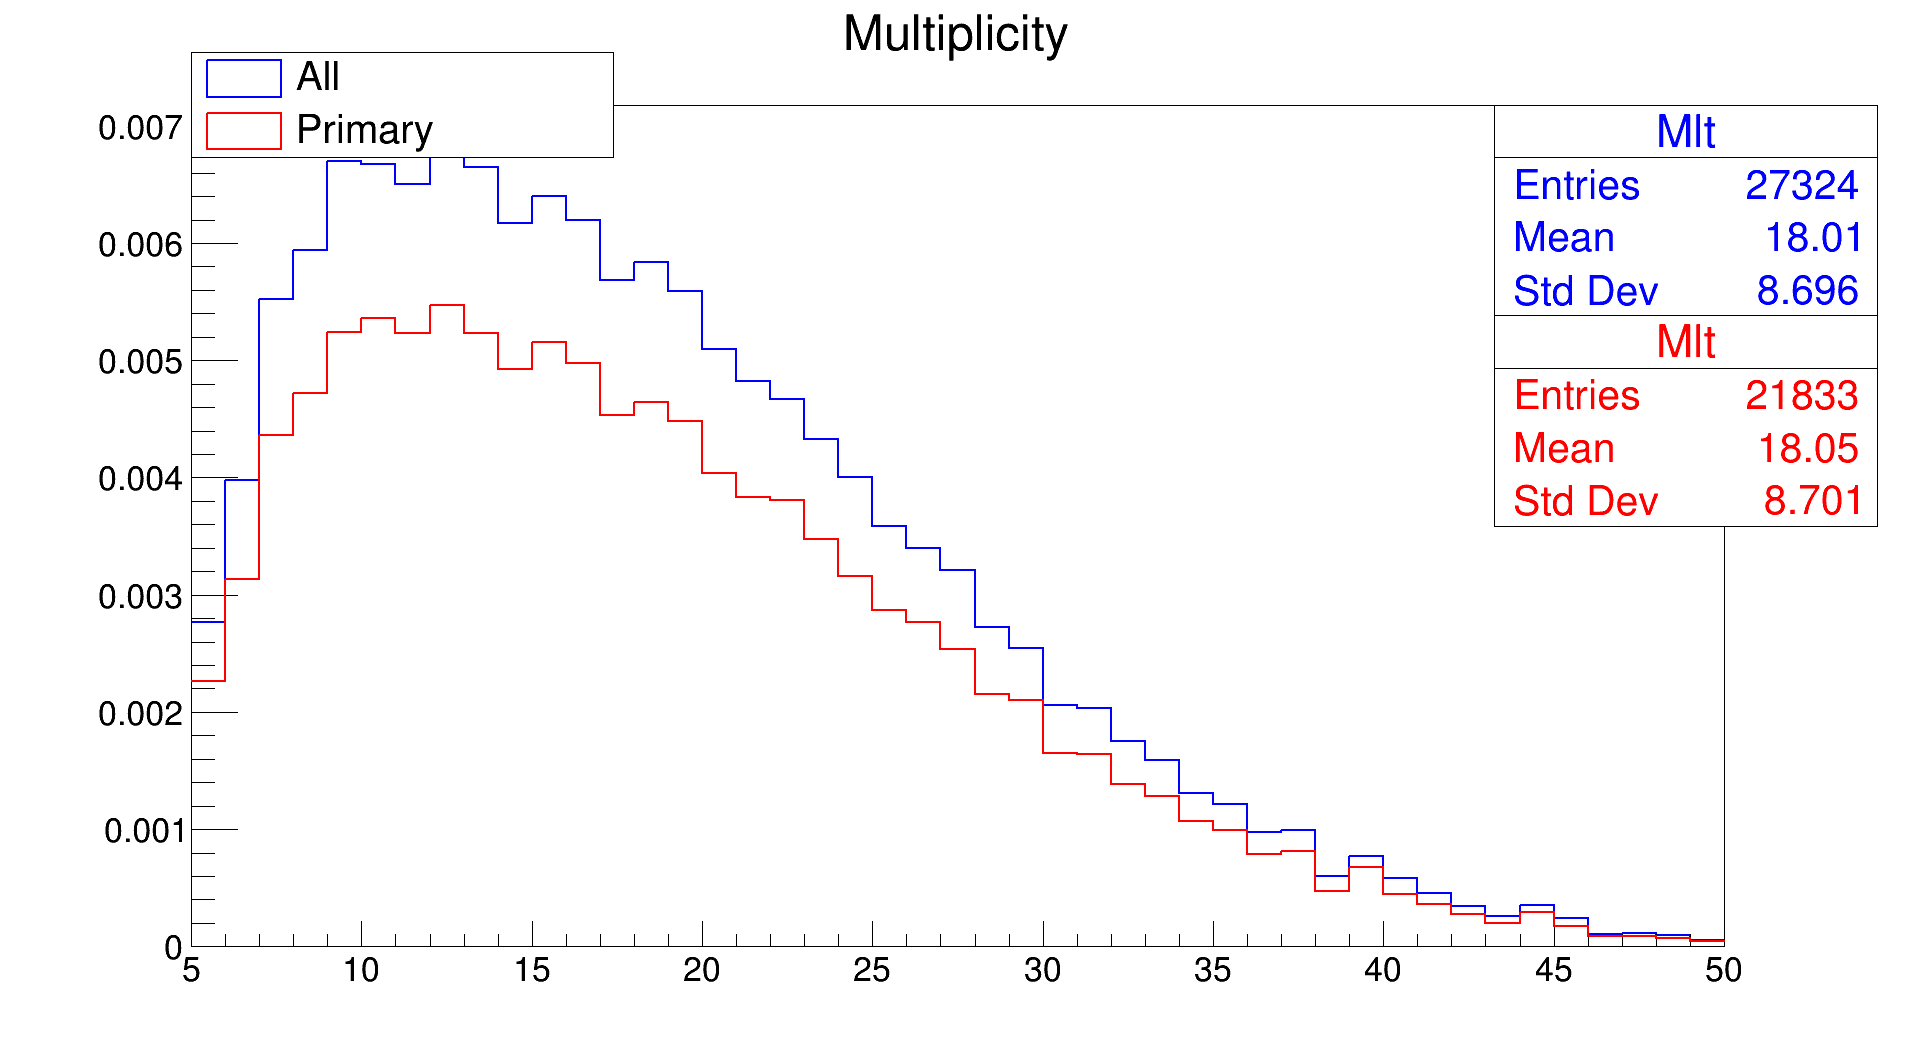 Multiplicity
All
Primary
0.007
0.006
0.005
0.004
0.003
0.002
0.001
0
5 10 15 20 25 30 35 40 45 50
Mlt
Entries 27324
Mean 18.01
Std Dev 8.696
Mlt
Entries 21833
Mean 18.05
Std Dev 8.701